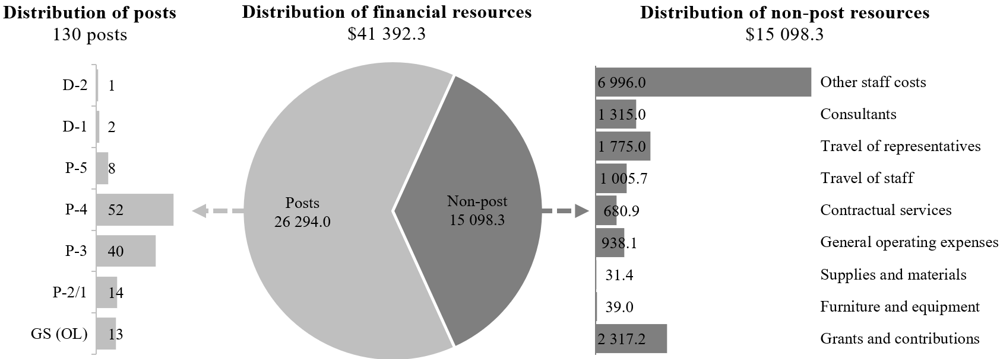 Distribution of posts
130 posts
D-2 1
D-1 2
P-5 8
P-4 52
P-3 40
P-2/1 14
GS (OL) 13
Distribution of financial resources
$41 392.3
Posts
26 294.0
Non-post
15 098.3
Distribution of non-post resources
$15 098.3
6 996.0 Other staff costs
1 315.0 Consultants
1 775.0 Travel of representatives
1 005.7 Travel of staff
680.9 Contractual services
938.1 General operating expenses
31.4 Supplies and materials
39.0 Furniture and equipment
2 317.2 Grants and contributions